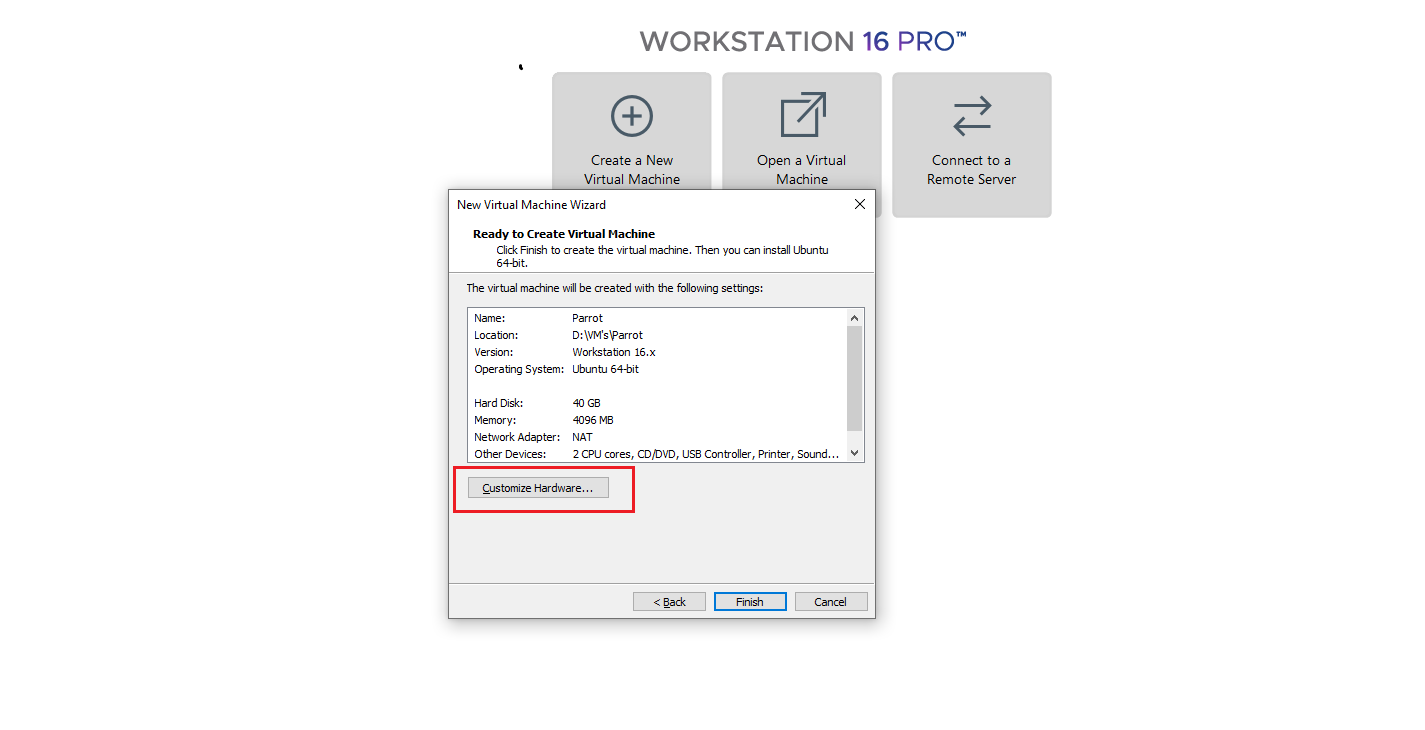 WORKSTATION 16 PRO™
Create a New
Virtual Machine
Open a Virtual
Machine
Connect to a
Remote Server
New Virtual Machine Wizard
Ready to Create Virtual Machine
Click Finish to create the virtual machine. Then you can install Ubuntu
64-bit.
The virtual machine will be created with the following settings:
Name: Parrot
Location: D:\VM's\Parrot
Version: Workstation 16.x
Operating System: Ubuntu 64-bit
Hard Disk: 40 GB
Memory: 4096 MB
Network Adapter: NAT
Other Devices: 2 CPU cores, CD/DVD, USB Controller, Printer, Sound...
Customize Hardware...
< Back
Finish
Cancel